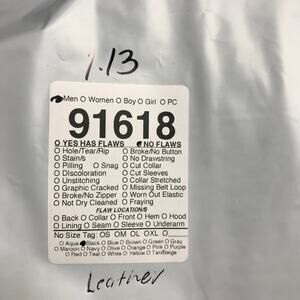 1.13
Men O Women O Boy O Girl O PC
91618
O YES HAS FLAWS NO FLAWS
O Hole/Tear/Rip O Broke/No Button
O Stain/s O No Drawstring
O Pilling O Snag O Cut Collar
O Discoloration O Cut Sleeves
O Unstitching O Collar Stretched
O Graphic Cracked O Missing Belt Loop
O Broke/No Zipper O Worn Out Elastic
O Not Dry Cleaned O Fraying
FLAW LOCATION/S
O Back O Collar O Front O Hem O Hood
O Lining O Seam O Sleeve O Underarm
No Size Tag: OS OM OL OXL O
O Aqua Black O Blue O Brown O Green O Gray
O Maroon O Navy O Olive O Orange O Pink O Purple
O Red O Teal O White O Yellow O Tan/Beige
Leather